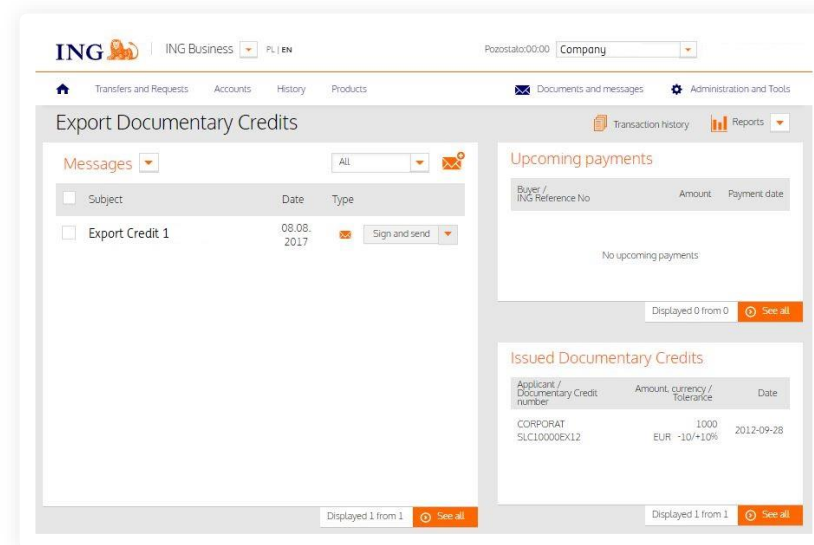 ING ING Business PL | EN Pozostało:00:00 Company
Transfers and Requests Accounts History Products Documents and messages Administration and Tools
Export Documentary Credits Transaction history Reports
Messages All
Subject Date Type
Export Credit 1 08.08.
2017 Sign and send
Displayed 1 from 1 See all
Upcoming payments
Buyer /
ING Reference No Amount Payment date
No upcoming payments
Displayed 0 from 0 See all
Issued Documentary Credits
Applicant /
Documentary Credit
number Amount, currency /
Tolerance Date
CORPORAT
SLC10000EX12 1000
EUR -10/+10% 2012-09-28
Displayed 1 from 1 See all